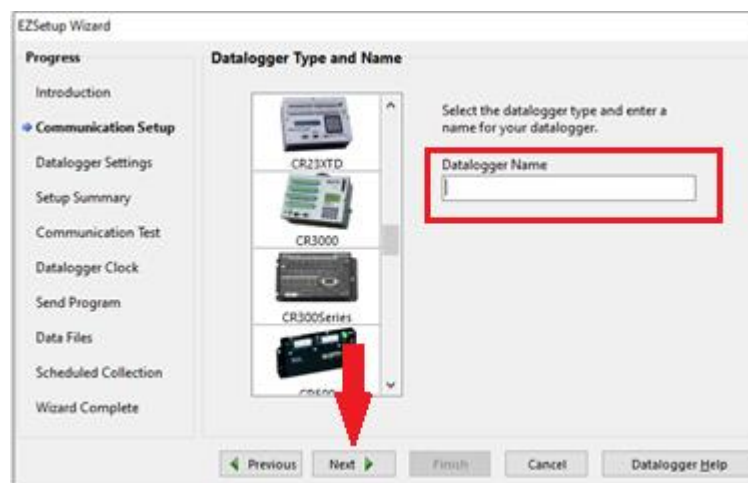 EZSetup Wizard
Progress
Introduction
Communication Setup
Datalogger Settings
Setup Summary
Communication Test
Datalogger Clock
Send Program
Data Files
Scheduled Collection
Wizard Complete
Datalogger Type and Name
CR23XTD
CR3000
CR300Series
Select the datalogger type and enter a
name for your datalogger.
Datalogger Name
Previous
Next
Finish
Cancel
Datalogger Help